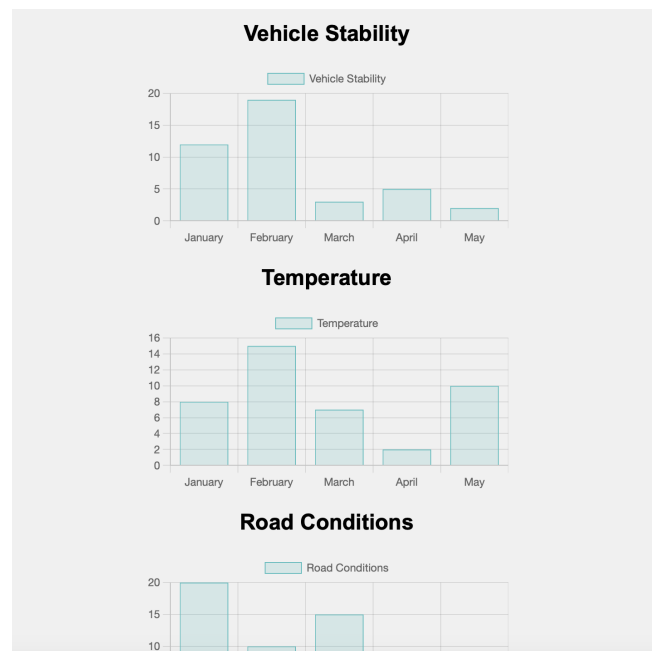 Vehicle Stability
Vehicle Stability
20
15
10
5
0
January February March April May
Temperature
Temperature
16
14
12
10
8
6
4
2
0
January February March April May
Road Conditions
Road Conditions
20
15
10